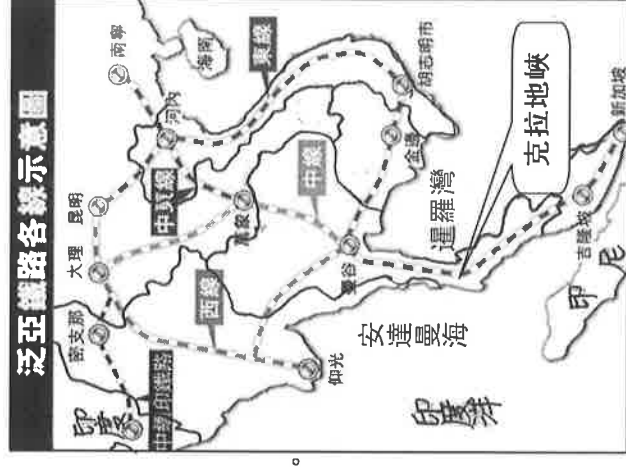 泛亞鐵路各線示意圖
南寧
海南
昆明
河內
東線
大理
中東線
密支那
萬象
中線
西線
胡志明市
金邊
印度
中緬印鐵路
曼谷
暹羅灣
仰光
安達曼海
克拉地峽
印度洋
吉隆坡
新加坡
印尼